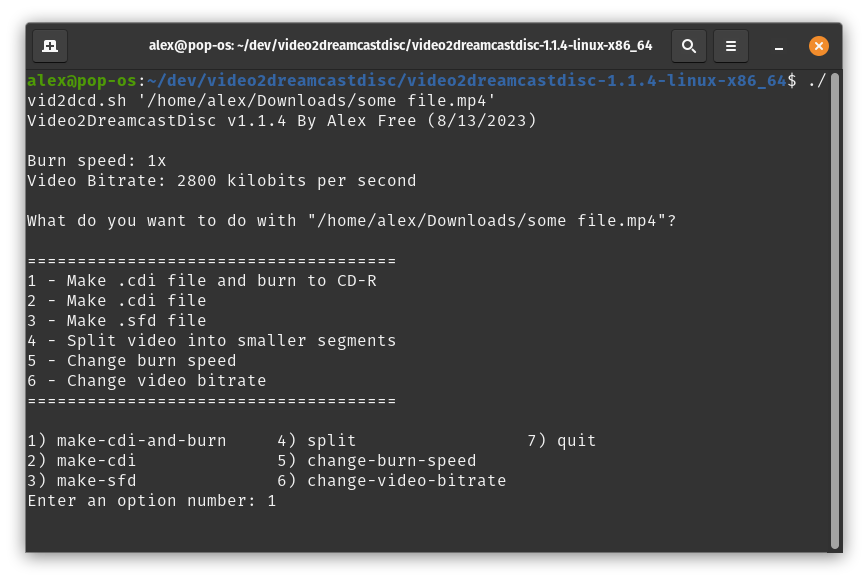 alex@pop-os: ~/dev/video2dreamcastdisc/video2dreamcastdisc-1.1.4-linux-x86_64
alex@pop-os:~/dev/video2dreamcastdisc/video2dreamcastdisc-1.1.4-linux-x86_64$ ./
vid2dcd.sh '/home/alex/Downloads/some file.mp4'
Video2DreamcastDisc v1.1.4 By Alex Free (8/13/2023)
Burn speed: 1x
Video Bitrate: 2800 kilobits per second
What do you want to do with "/home/alex/Downloads/some file.mp4"?
=====================================
1 - Make .cdi file and burn to CD-R
2 - Make .cdi file
3 - Make .sfd file
4 - Split video into smaller segments
5 - Change burn speed
6 - Change video bitrate
=====================================
1) make-cdi-and-burn     4) split                 7) quit
2) make-cdi              5) change-burn-speed
3) make-sfd              6) change-video-bitrate
Enter an option number: 1